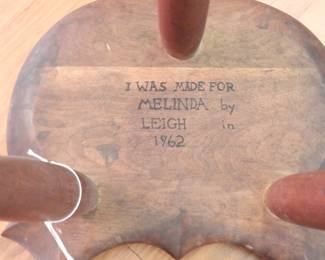 I WAS MADE FOR
MELINDA by
LEIGH in
1962